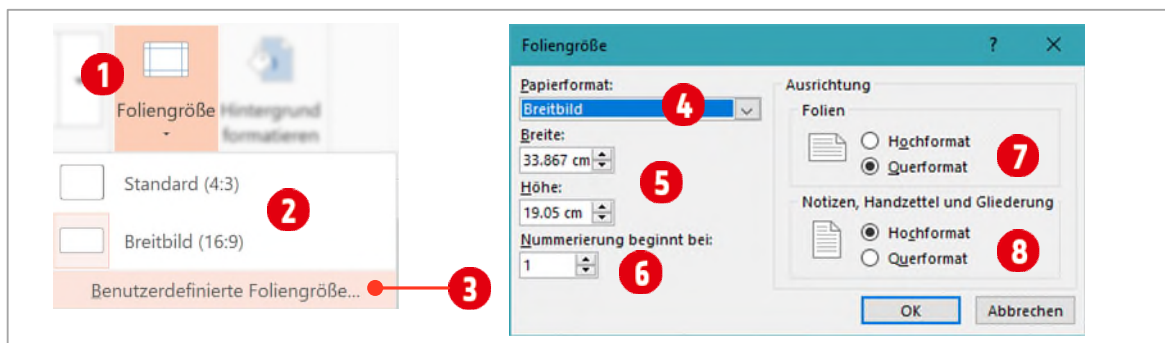 1
Foliengröße
Hintergrund
formatieren
Standard (4:3)
2
Breitbild (16:9)
Benutzerdefinierte Foliengröße...
3
Foliengröße ? ×
Papierformat:
Breitbild
4
Breite:
33.867 cm
5
Höhe:
19.05 cm
Nummerierung beginnt bei:
1
6
Ausrichtung
Folien
Hochformat
Querformat
7
Notizen, Handzettel und Gliederung
Hochformat
Querformat
8
OK Abbrechen